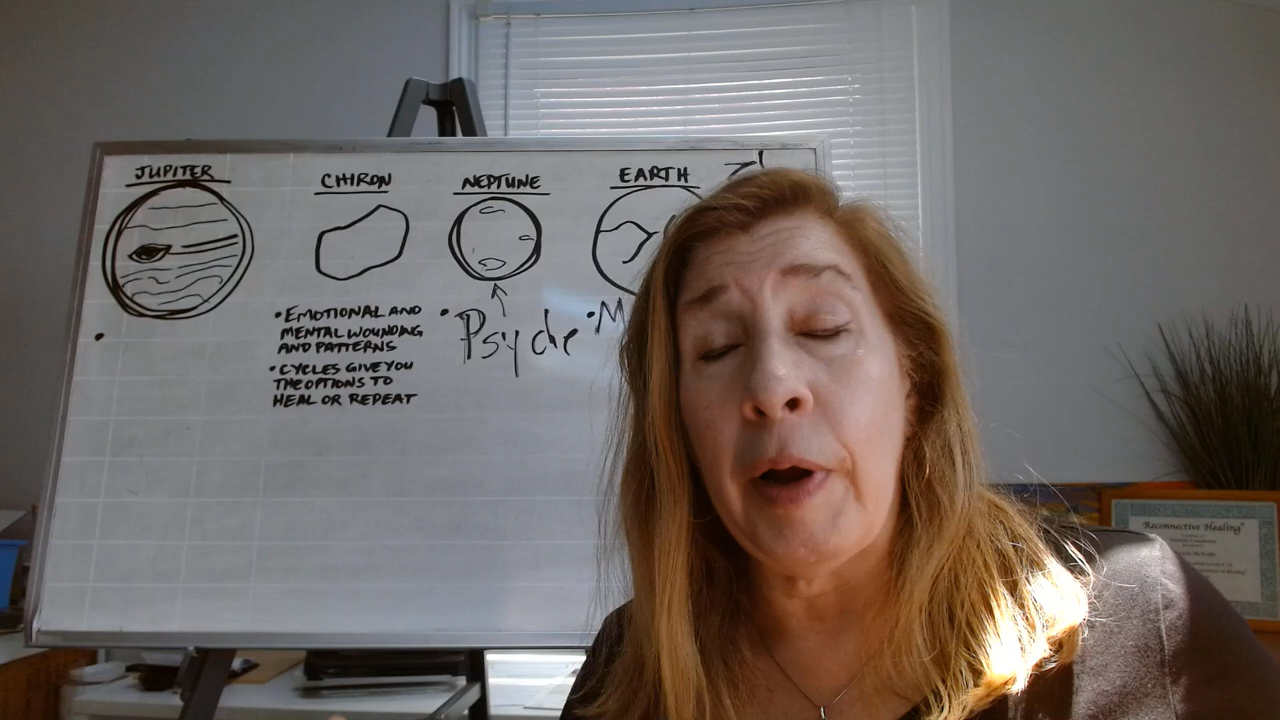 JUPITER
CHIRON
NEPTUNE
EARTH
• EMOTIONAL AND
MENTAL WOUNDING
AND PATTERNS
• CYCLES GIVE YOU
THE OPTIONS TO
HEAL OR REPEAT
• Psyche
• M
Reconnective Healing